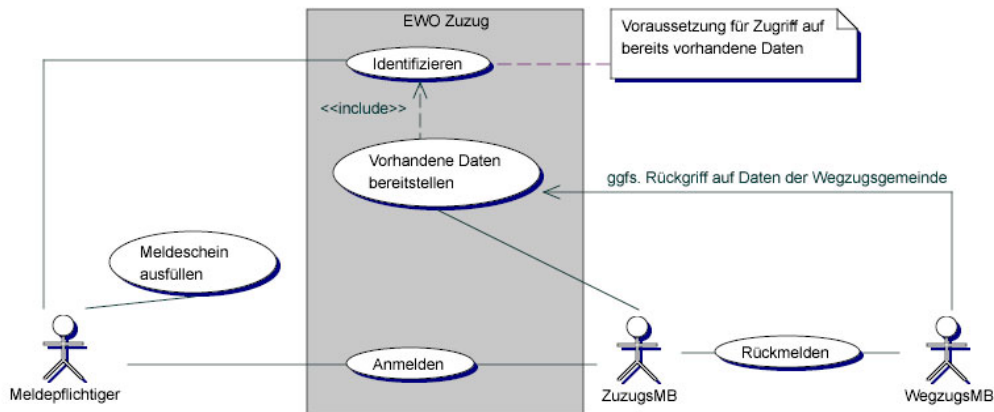 EWO Zuzug
Voraussetzung für Zugriff auf
bereits vorhandene Daten
Identifizieren
<<include>>
Vorhandene Daten
bereitstellen
ggfs. Rückgriff auf Daten der Wegzugsgemeinde
Meldeschein
ausfüllen
Anmelden
Rückmelden
Meldepflichtiger
ZuzugsMB
WegzugsMB